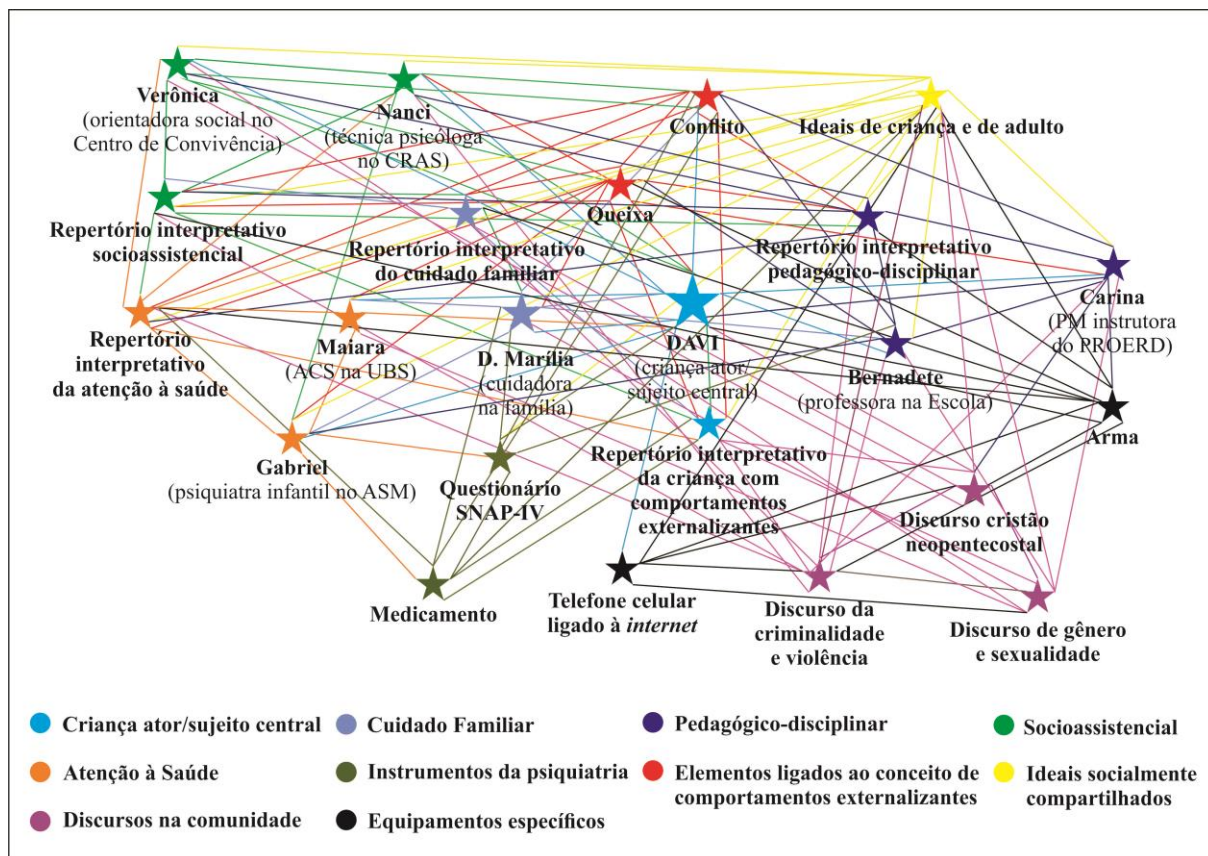 Verônica
(orientadora social no
Centro de Convivência)
Nanci
(técnica psicóloga
no CRAS)
Conflito
Ideais de criança e de adulto
Repertório interpretativo
socioassistencial
Repertório interpretativo
do cuidado familiar
Queixa
Repertório interpretativo
pedagógico-disciplinar
Carina
(PM instrutora
do PROERD)
Repertório
interpretativo
da atenção à saúde
Maiara
(ACS na UBS)
D. Marília
(cuidadora
na família)
DAVI
(criança ator/
sujeito central)
Bernadete
(professora na Escola)
Arma
Gabriel
(psiquiatra infantil no ASM)
Questionário
SNAP-IV
Repertório interpretativo
da criança com
comportamentos
externalizantes
Discurso cristão
neopentecostal
Medicamento
Telefone celular
ligado à internet
Discurso da
criminalidade
e violência
Discurso de gênero
e sexualidade
Criança ator/sujeito central
Cuidado Familiar
Pedagógico-disciplinar
Socioassistencial
Atenção à Saúde
Instrumentos da psiquiatria
Elementos ligados ao conceito de
comportamentos externalizantes
Ideais socialmente
compartilhados
Discursos na comunidade
Equipamentos específicos